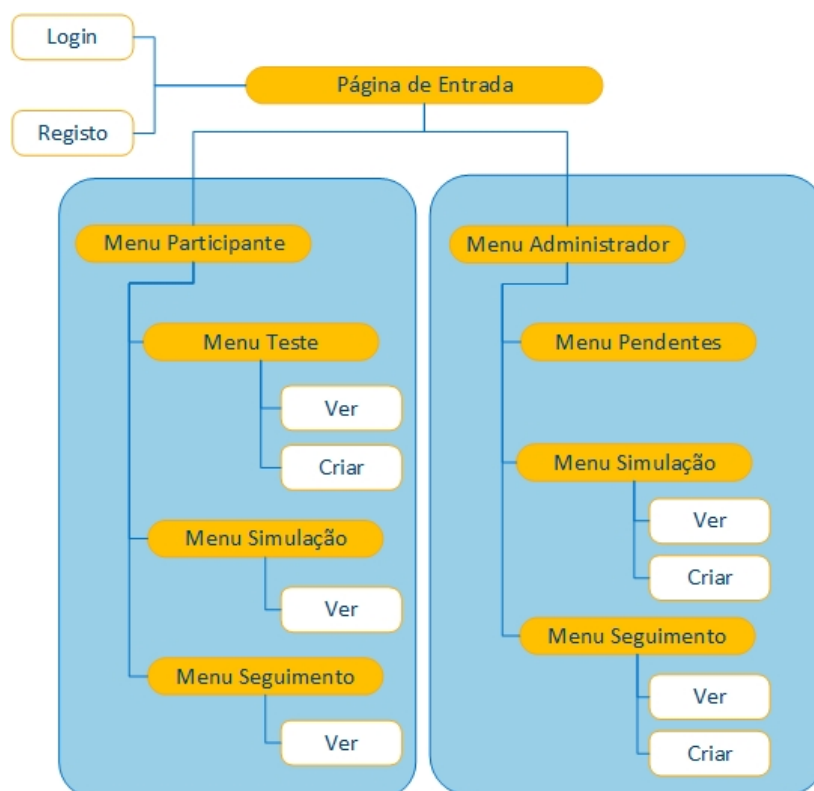 Login
Página de Entrada
Registo
Menu Participante
Menu Teste
Ver
Criar
Menu Simulação
Ver
Menu Seguimento
Ver
Menu Administrador
Menu Pendentes
Menu Simulação
Ver
Criar
Menu Seguimento
Ver
Criar